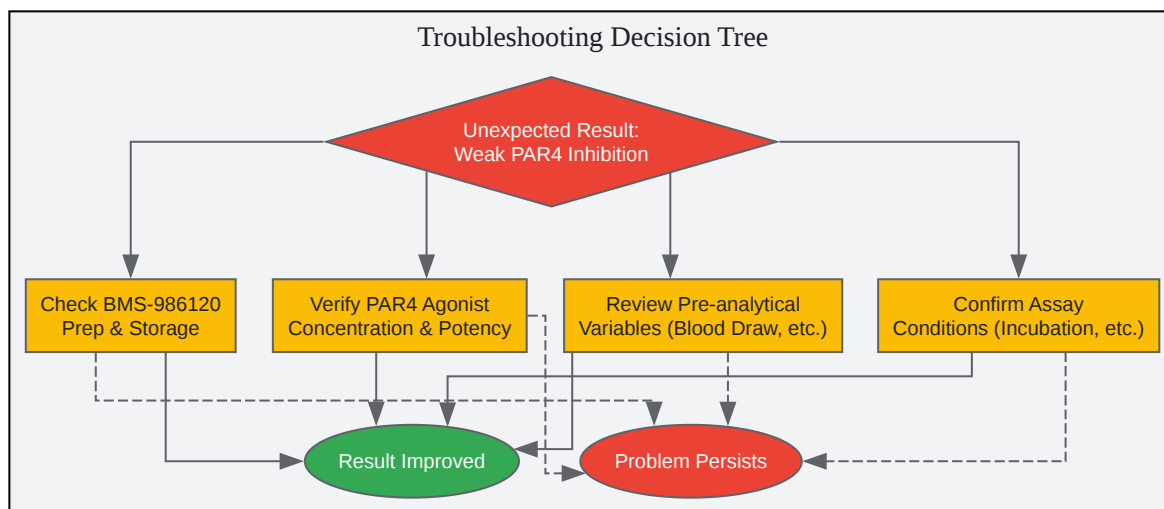 Troubleshooting Decision Tree
Unexpected Result:
Weak PAR4 Inhibition
Check BMS-986120
Prep & Storage
Verify PAR4 Agonist
Concentration & Potency
Review Pre-analytical
Variables (Blood Draw, etc.)
Confirm Assay
Conditions (Incubation, etc.)
Result Improved
Problem Persists